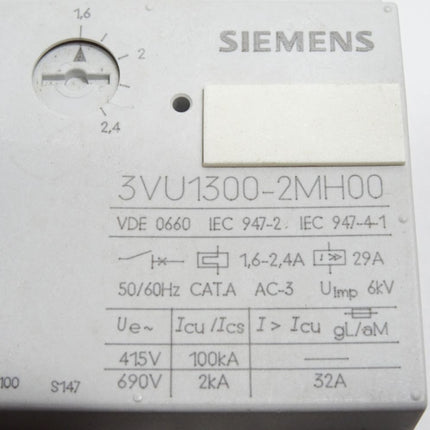 1,6
2
2,4
SIEMENS
3VU1300-2MH00
VDE 0660 IEC 947-2 IEC 947-4-1
1,6-2,4A I>> 29A
50/60Hz CAT.A AC-3 UImp 6kV
Ue~ Icu/Ics I> Icu gL/aM
415V 100kA
690V 2kA 32A
100 S147